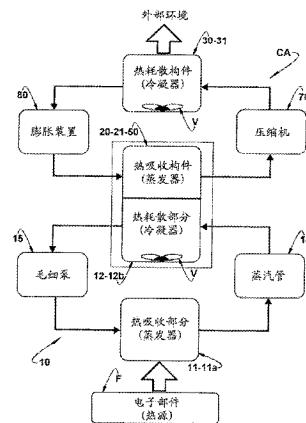 外部环境
30-31
热耗散构件
(冷凝器)
CA
V
80
膨胀装置
压缩机
20-21-50
热吸收构件
(蒸发器)
热耗散部分
(冷凝器)
15
毛细泵
蒸汽管
12-12b
V
热吸收部分
(蒸发器)
10
11-11a
F
电子部件
(热源)